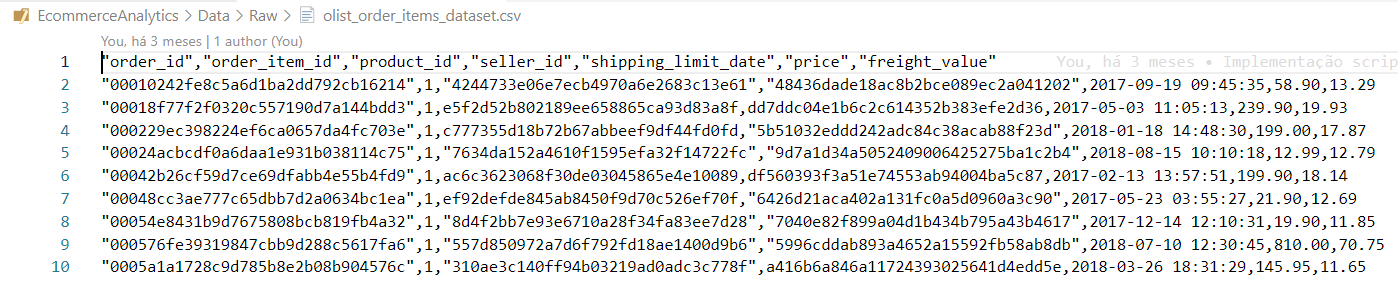 EcommerceAnalytics > Data > Raw > olist_order_items_dataset.csv
You, há 3 meses | 1 author (You)
1 "order_id","order_item_id","product_id","seller_id","shipping_limit_date","price","freight_value" You, há 3 meses • Implementação scrip
2 "00010242fe8c5a6d1ba2dd792cb16214",1,"4244733e06e7ecb4970a6e2683c13e61","48436dade18ac8b2bce089ec2a041202",2017-09-19 09:45:35,58.90,13.29
3 "00018f77f2f0320c557190d7a144bdd3",1,e5f2d52b802189ee658865ca93d83a8f,dd7ddc04e1b6c2c614352b383efe2d36,2017-05-03 11:05:13,239.90,19.93
4 "000229ec398224ef6ca0657da4fc703e",1,c777355d18b72b67abbeef9df44fd0fd,"5b51032eddd242adc84c38acab88f23d",2018-01-18 14:48:30,199.00,17.87
5 "00024acbcdf0a6daa1e931b038114c75",1,"7634da152a4610f1595efa32f14722fc","9d7a1d34a5052409006425275ba1c2b4",2018-08-15 10:10:18,12.99,12.79
6 "00042b26cf59d7ce69dfabb4e55b4fd9",1,ac6c3623068f30de03045865e4e10089,df560393f3a51e74553ab94004ba5c87,2017-02-13 13:57:51,199.90,18.14
7 "00048cc3ae777c65dbb7d2a0634bc1ea",1,ef92defde845ab8450f9d70c526ef70f,"6426d21aca402a131fc0a5d0960a3c90",2017-05-23 03:55:27,21.90,12.69
8 "00054e8431b9d7675808bcb819fb4a32",1,"8d4f2bb7e93e6710a28f34fa83ee7d28","7040e82f899a04d1b434b795a43b4617",2017-12-14 12:10:31,19.90,11.85
9 "000576fe39319847cbb9d288c5617fa6",1,"557d850972a7d6f792fd18ae1400d9b6","5996cddab893a4652a15592fb58ab8db",2018-07-10 12:30:45,810.00,70.75
10 "0005a1a1728c9d785b8e2b08b904576c",1,"310ae3c140ff94b03219ad0adc3c778f",a416b6a846a11724393025641d4edd5e,2018-03-26 18:31:29,145.95,11.65